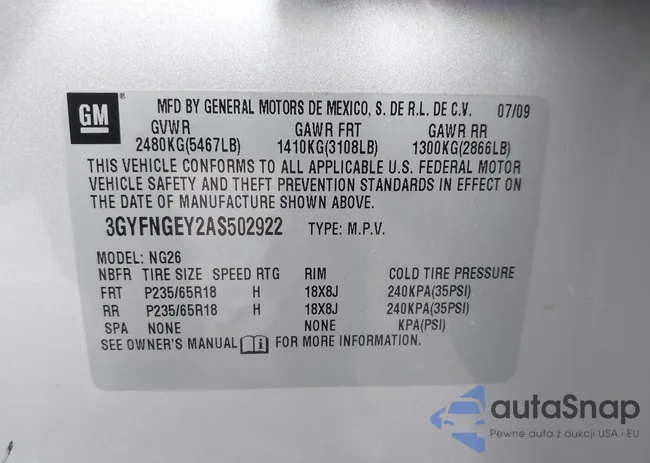 GM MFD BY GENERAL MOTORS DE MEXICO, S. DE R.L. DE C.V. 07/09
GVWR GAWR FRT GAWR RR
2480KG(5467LB) 1410KG(3108LB) 1300KG(2866LB)
THIS VEHICLE CONFORMS TO ALL APPLICABLE U.S. FEDERAL MOTOR
VEHICLE SAFETY AND THEFT PREVENTION STANDARDS IN EFFECT ON
THE DATE OF MANUFACTURE SHOWN ABOVE.
3GYFNGEY2AS502922 TYPE: M.P.V.
MODEL: NG26
NBFR TIRE SIZE SPEED RTG RIM COLD TIRE PRESSURE
FRT P235/65R18 H 18X8J 240KPA(35PSI)
RR P235/65R18 H 18X8J 240KPA(35PSI)
SPA NONE NONE KPA(PSI)
SEE OWNER'S MANUAL FOR MORE INFORMATION.
autaSnap
Pewne auta z aukcji USA i EU